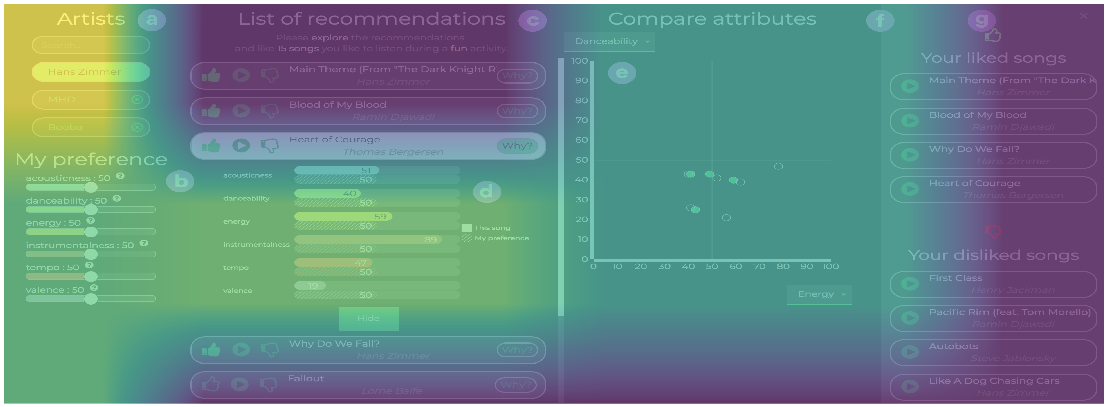 Artists
a
Hans Zimmer
MHD
Booba
My preference
b
acousticness : 50 ?
danceability : 50 ?
energy : 50 ?
instrumentalness : 50 ?
tempo : 50 ?
valence : 50 ?
List of recommendations
c
Please explore the recommendations
and like 15 songs you like to listen during a fun activity.
Main Theme (From "The Dark Knight R
Hans Zimmer
Why?
Blood of My Blood
Ramin Djawadi
Why?
Heart of Courage
Thomas Bergersen
Why?
d
acousticness
51
50
danceability
40
50
energy
59
50
instrumentalness
89
50
tempo
47
50
valence
19
50
This song
My preference
Hide
Why Do We Fall?
Hans Zimmer
Why?
Fallout
Lorne Balfe
Why?
Compare attributes
f
Danceability
e
100
90
80
70
60
50
40
30
20
10
0
0 10 20 30 40 50 60 70 80 90 100
Energy
g
×
Your liked songs
Main Theme (From "The Dark K
Hans Zimmer
Blood of My Blood
Ramin Djawadi
Why Do We Fall?
Hans Zimmer
Heart of Courage
Thomas Bergersen
Your disliked songs
First Class
Henry Jackman
Pacific Rim (feat. Tom Morello)
Ramin Djawadi
Autobots
Steve Jablonsky
Like A Dog Chasing Cars
Hans Zimmer